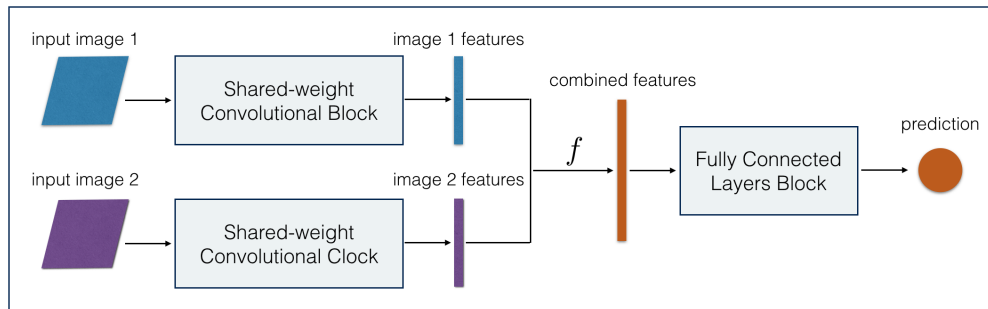 input image 1
image 1 features
Shared-weight
Convolutional Block
combined features
f
prediction
Fully Connected
Layers Block
input image 2
image 2 features
Shared-weight
Convolutional Clock